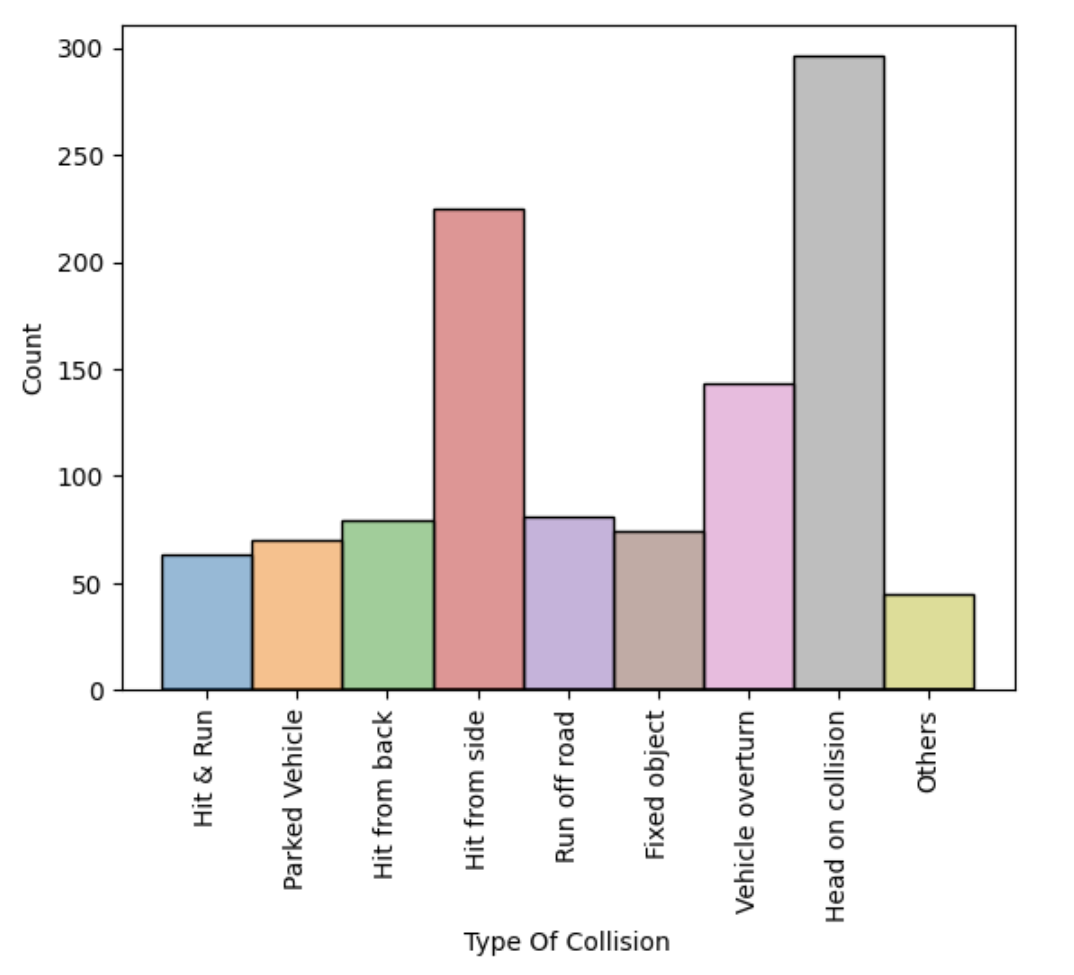 300
250
200
150
100
50
0
Count
Hit & Run
Parked Vehicle
Hit from back
Hit from side
Run off road
Fixed object
Vehicle overturn
Head on collision
Others
Type Of Collision